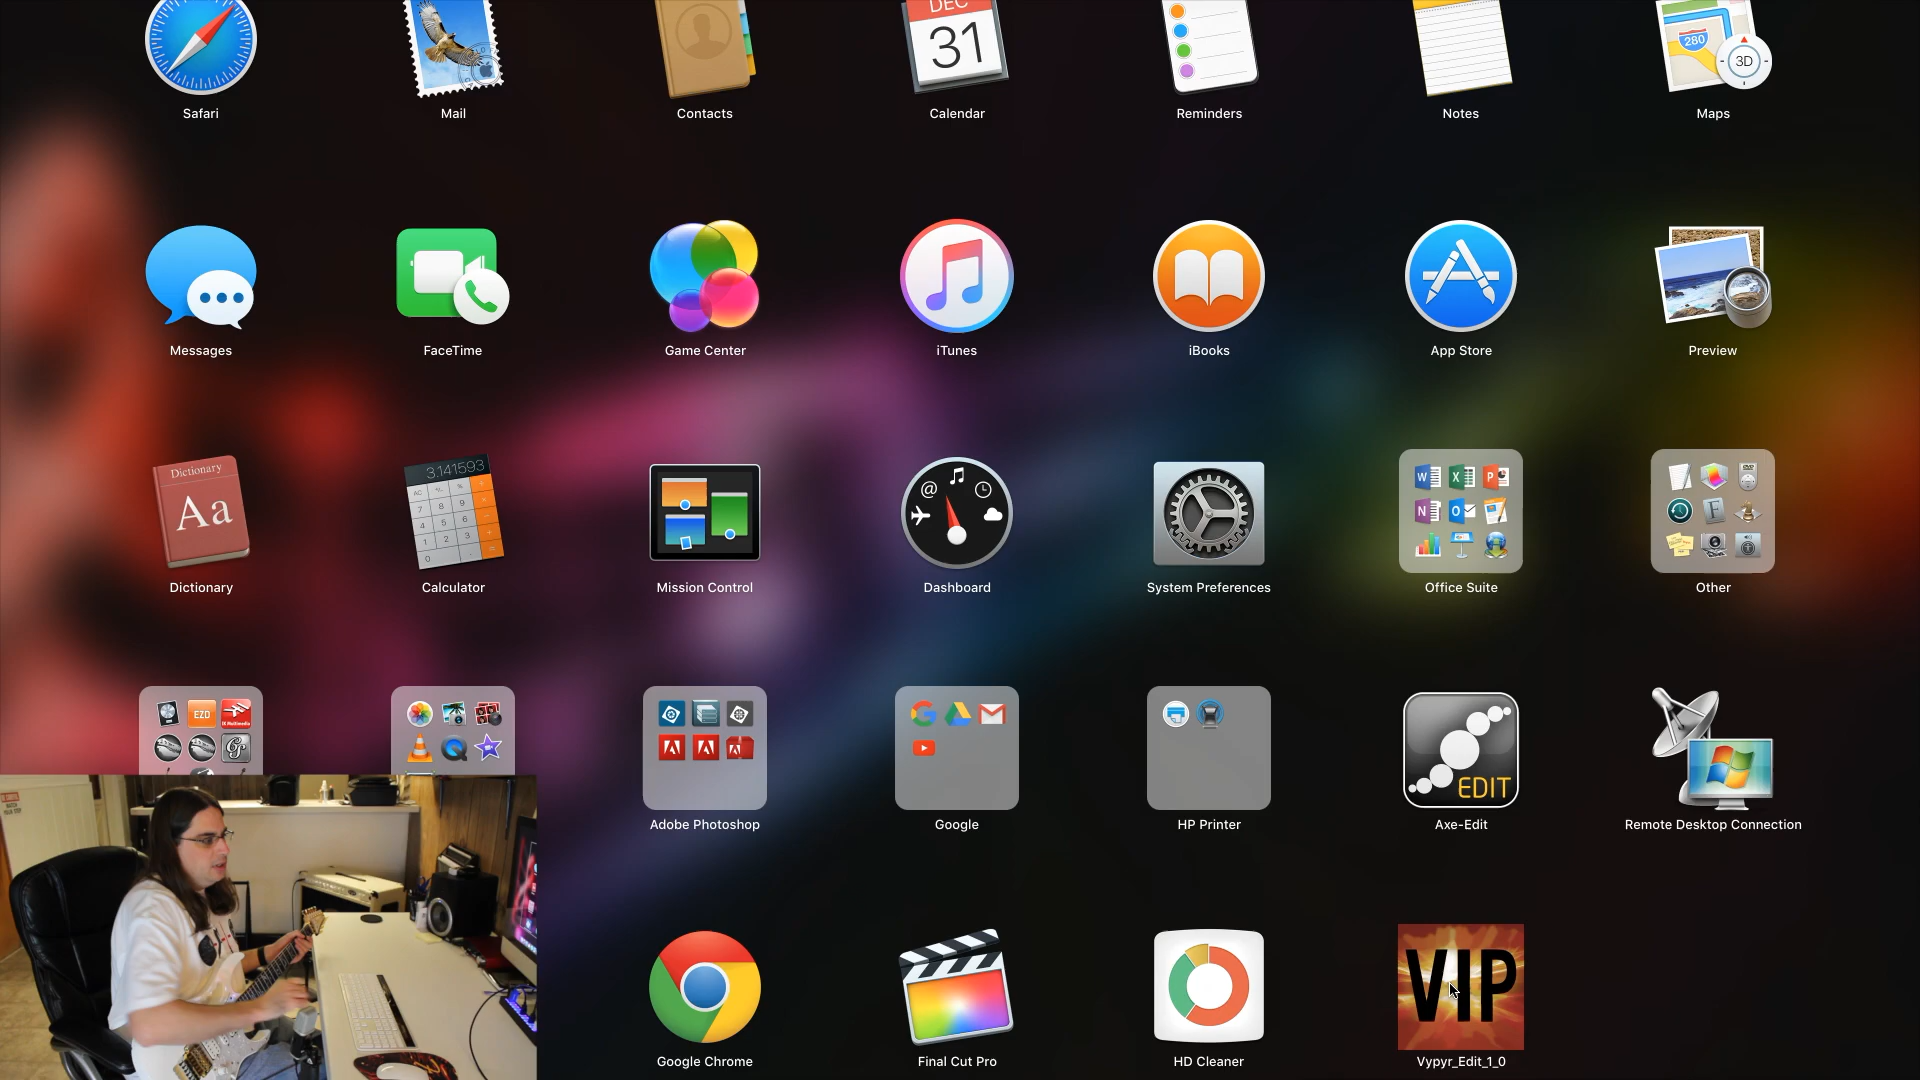 DEC
31
280
3D
Safari
Mail
Contacts
Calendar
Reminders
Notes
Maps
Messages
FaceTime
Game Center
iTunes
iBooks
App Store
Preview
Dictionary
Aa
3.141593
Dictionary
Calculator
Mission Control
Dashboard
System Preferences
Office Suite
Other
EZD
EDIT
Adobe Photoshop
Google
HP Printer
Axe-Edit
Remote Desktop Connection
VIP
Google Chrome
Final Cut Pro
HD Cleaner
Vypyr_Edit_1_0